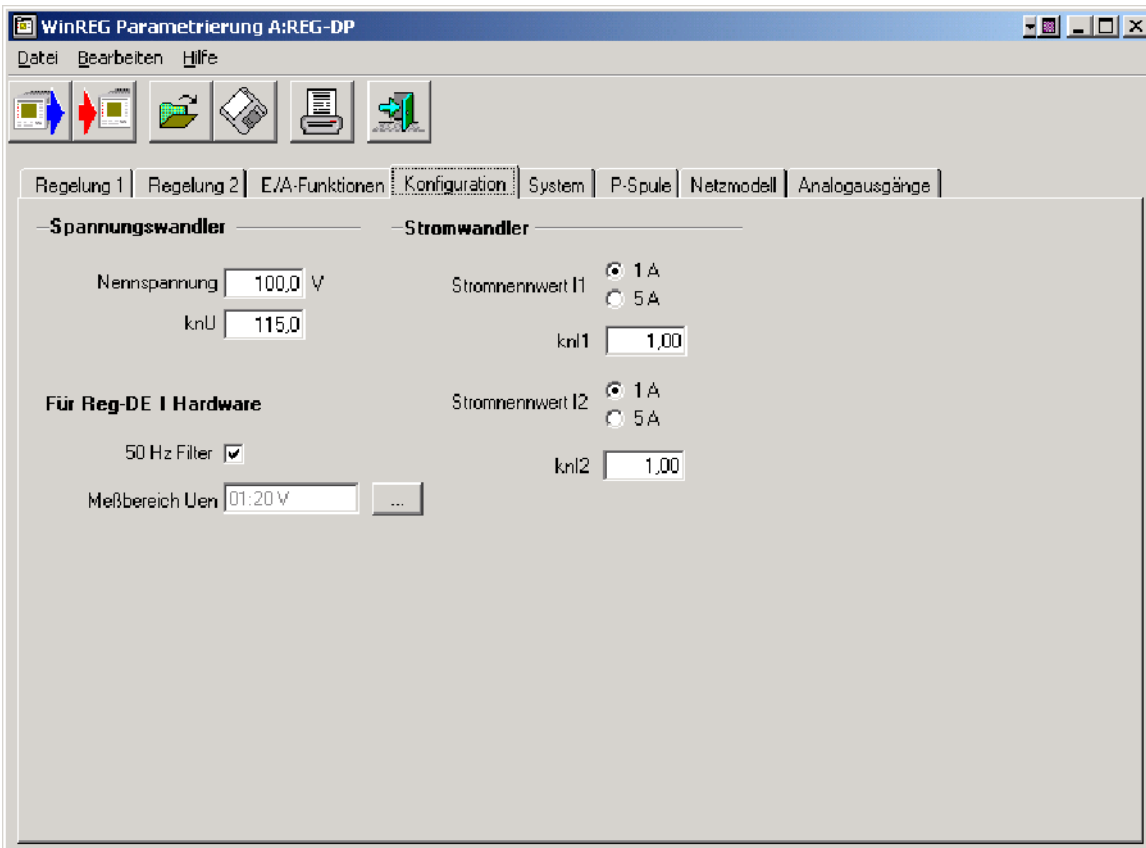 WinREG Parametrierung A:REG-DP
Datei Bearbeiten Hilfe
Regelung 1 Regelung 2 E/A-Funktionen Konfiguration System P-Spule Netzmodell Analogausgänge
Spannungswandler
Nennspannung 100,0 V
knU 115,0
Für Reg-DE I Hardware
50 Hz Filter
Meßbereich Uen 01:20 V ...
Stromwandler
Stromnennwert I1
1 A
5 A
knI1 1,00
Stromnennwert I2
1 A
5 A
knI2 1,00